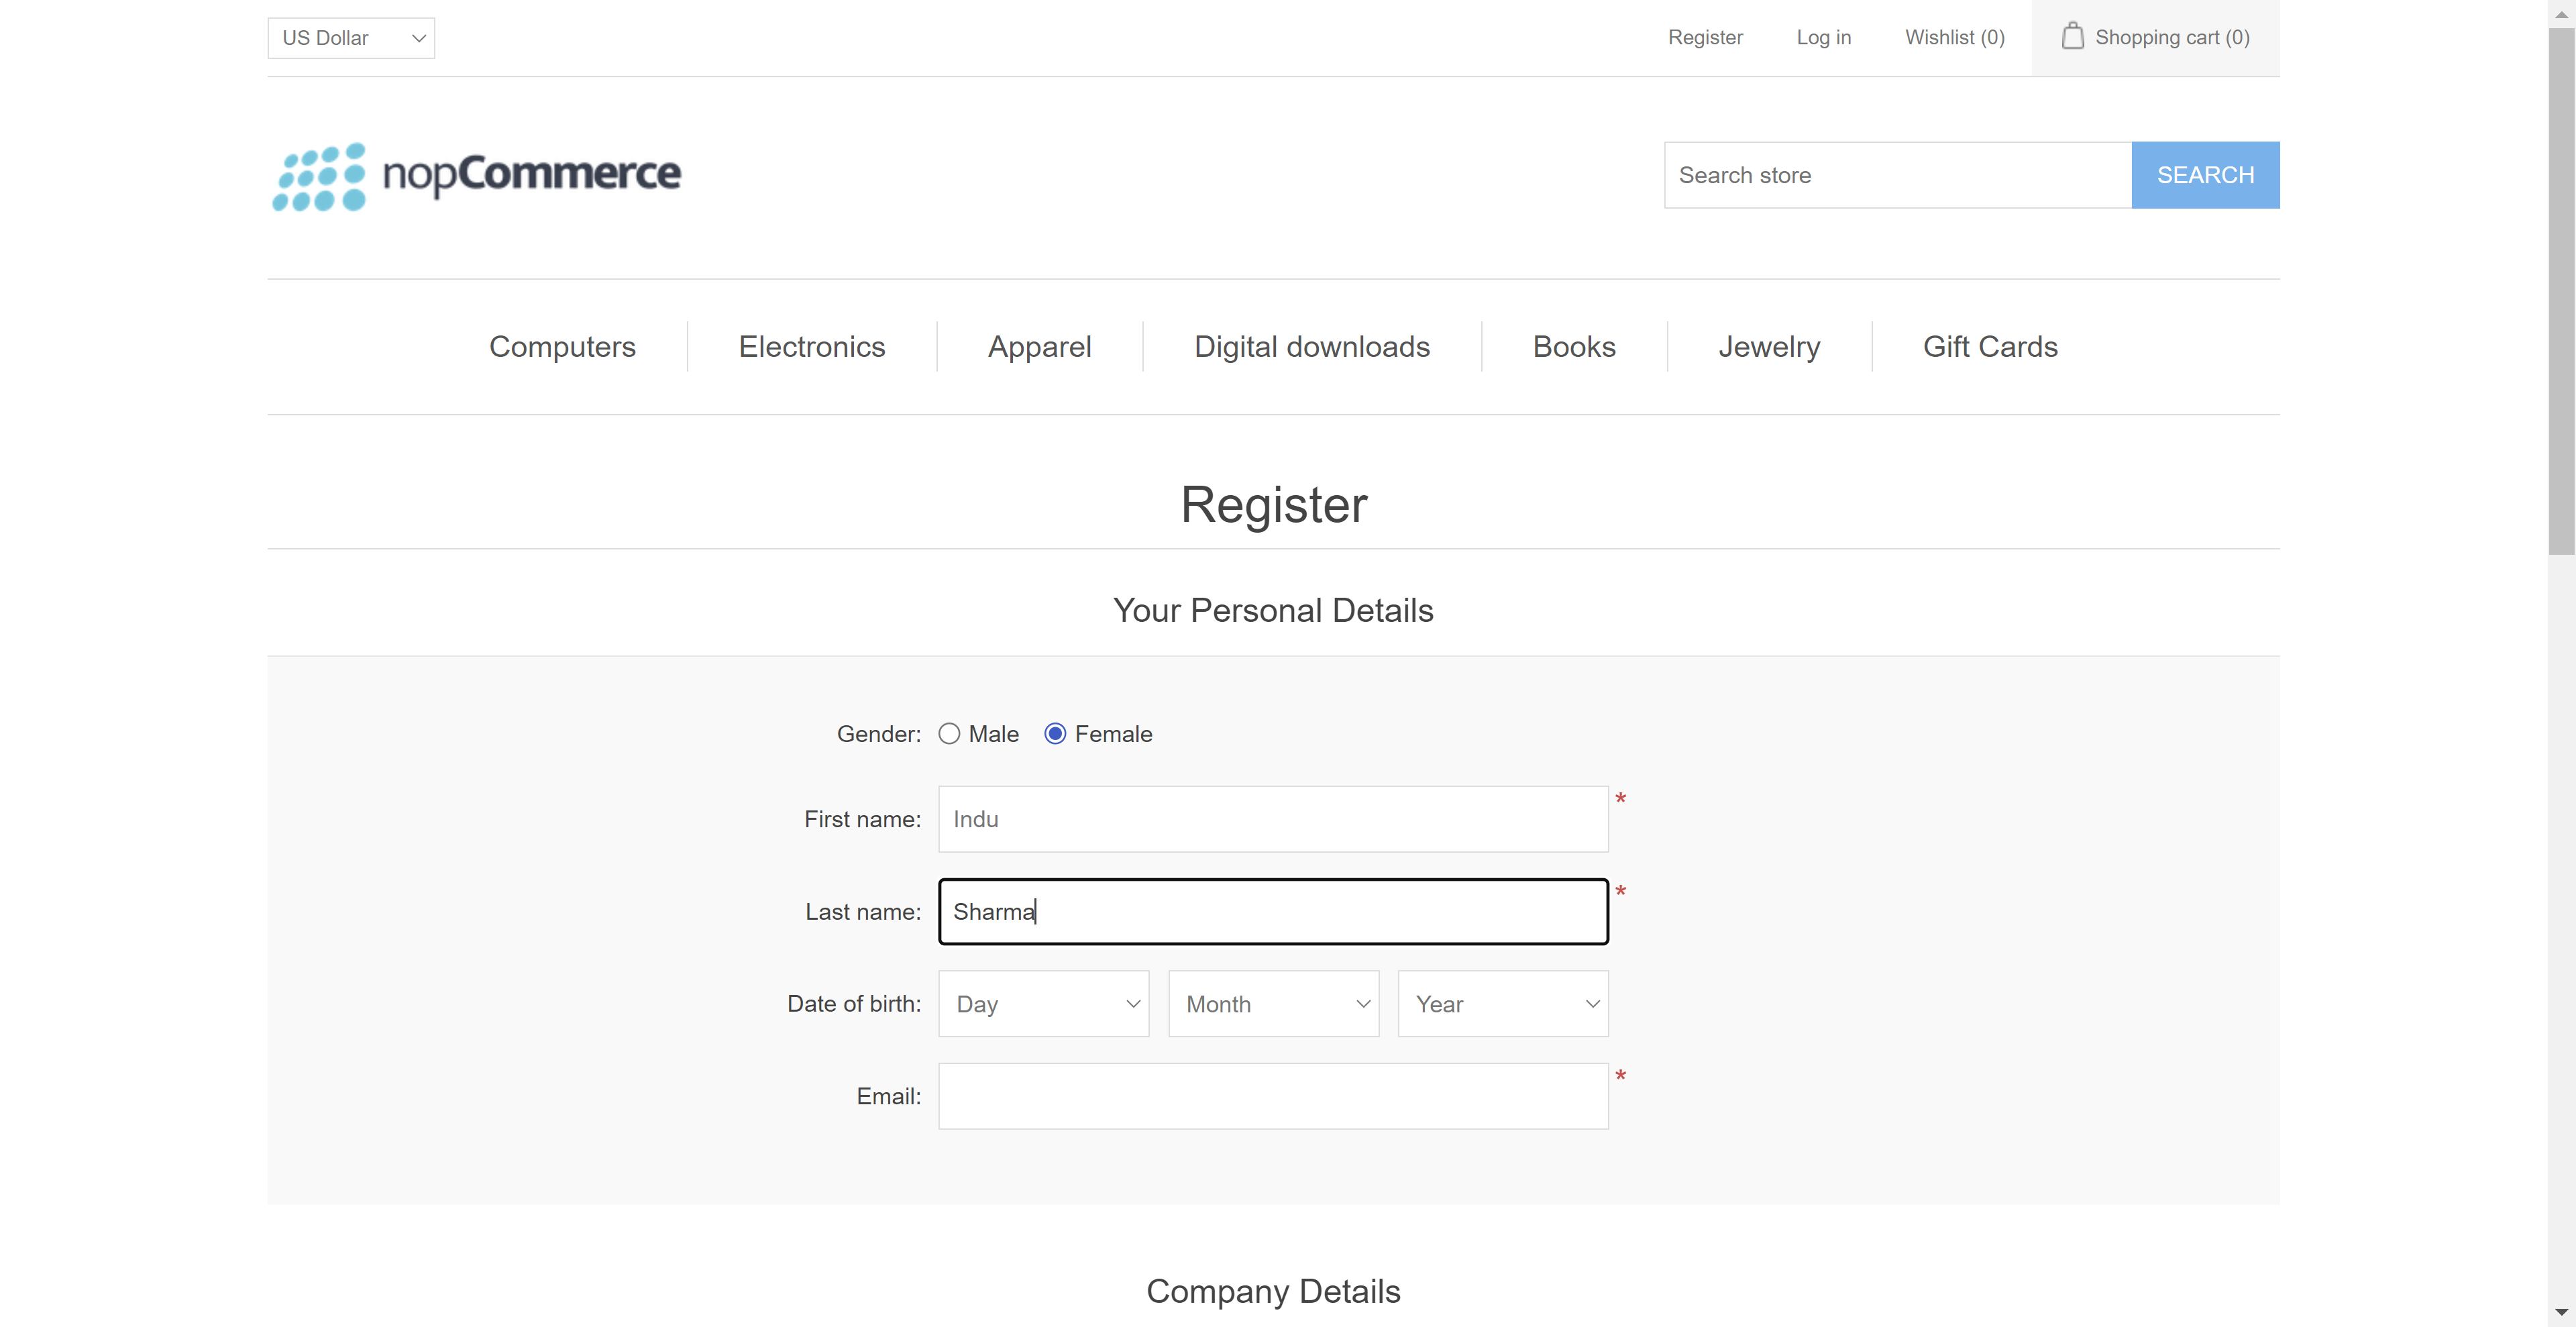 US Dollar
Register Log in Wishlist (0) Shopping cart (0)
nopCommerce
Search store SEARCH
Computers Electronics Apparel Digital downloads Books Jewelry Gift Cards
Register
Your Personal Details
Gender: Male Female
First name: Indu *
Last name: Sharma *
Date of birth: Day Month Year
Email: *
Company Details